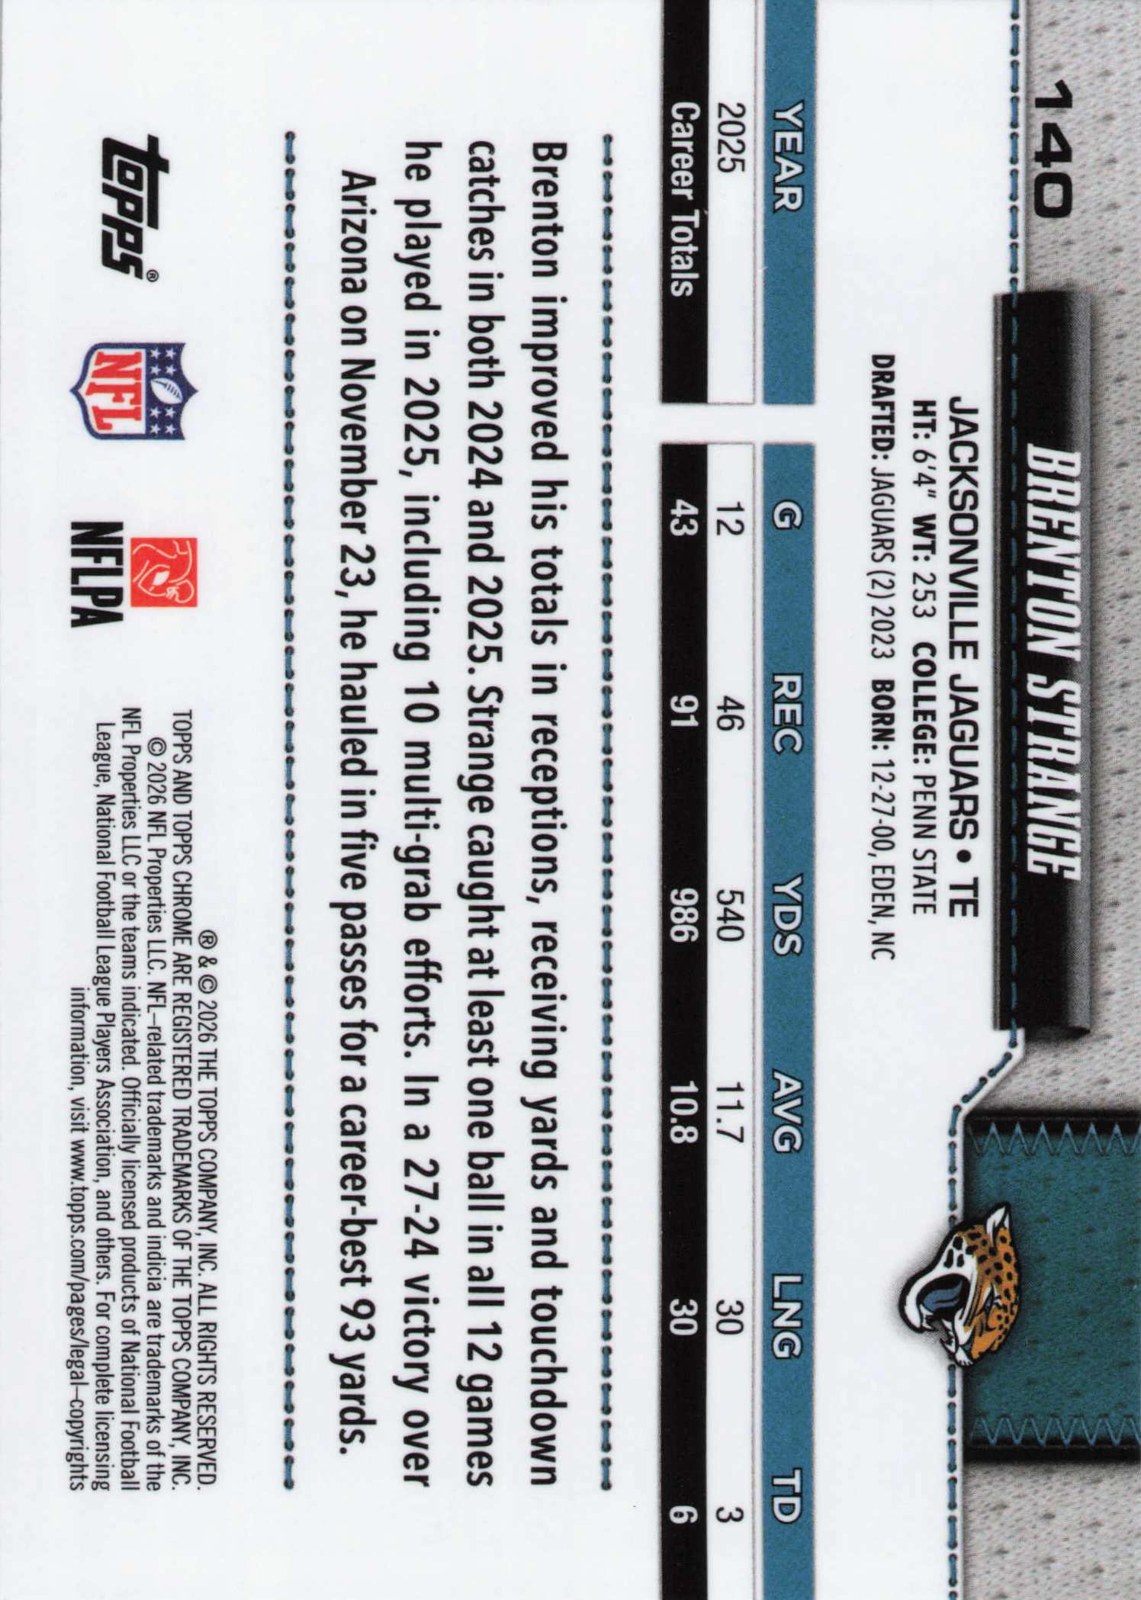 140
BRENTON STRANGE
JACKSONVILLE JAGUARS • TE
HT: 6'4" WT: 253 COLLEGE: PENN STATE
DRAFTED: JAGUARS (2) 2023 BORN: 12-27-00, EDEN, NC
YEAR G REC YDS AVG LNG TD
2025 12 46 540 11.7 30 3
Career Totals 43 91 986 10.8 30 6
Brenton improved his totals in receptions, receiving yards and touchdown
catches in both 2024 and 2025. Strange caught at least one ball in all 12 games
he played in 2025, including 10 multi-grab efforts. In a 27-24 victory over
Arizona on November 23, he hauled in five passes for a career-best 93 yards.
topps®
NFL
NFLPA
® & © 2026 THE TOPPS COMPANY, INC. ALL RIGHTS RESERVED.
TOPPS AND TOPPS CHROME ARE REGISTERED TRADEMARKS OF THE TOPPS COMPANY, INC.
© 2026 NFL Properties LLC. NFL-related trademarks and indicia are trademarks of the
NFL Properties LLC or the teams indicated. Officially licensed products of National Football
League, National Football League Players Association, and others. For complete licensing
information, visit www.topps.com/pages/legal-copyrights